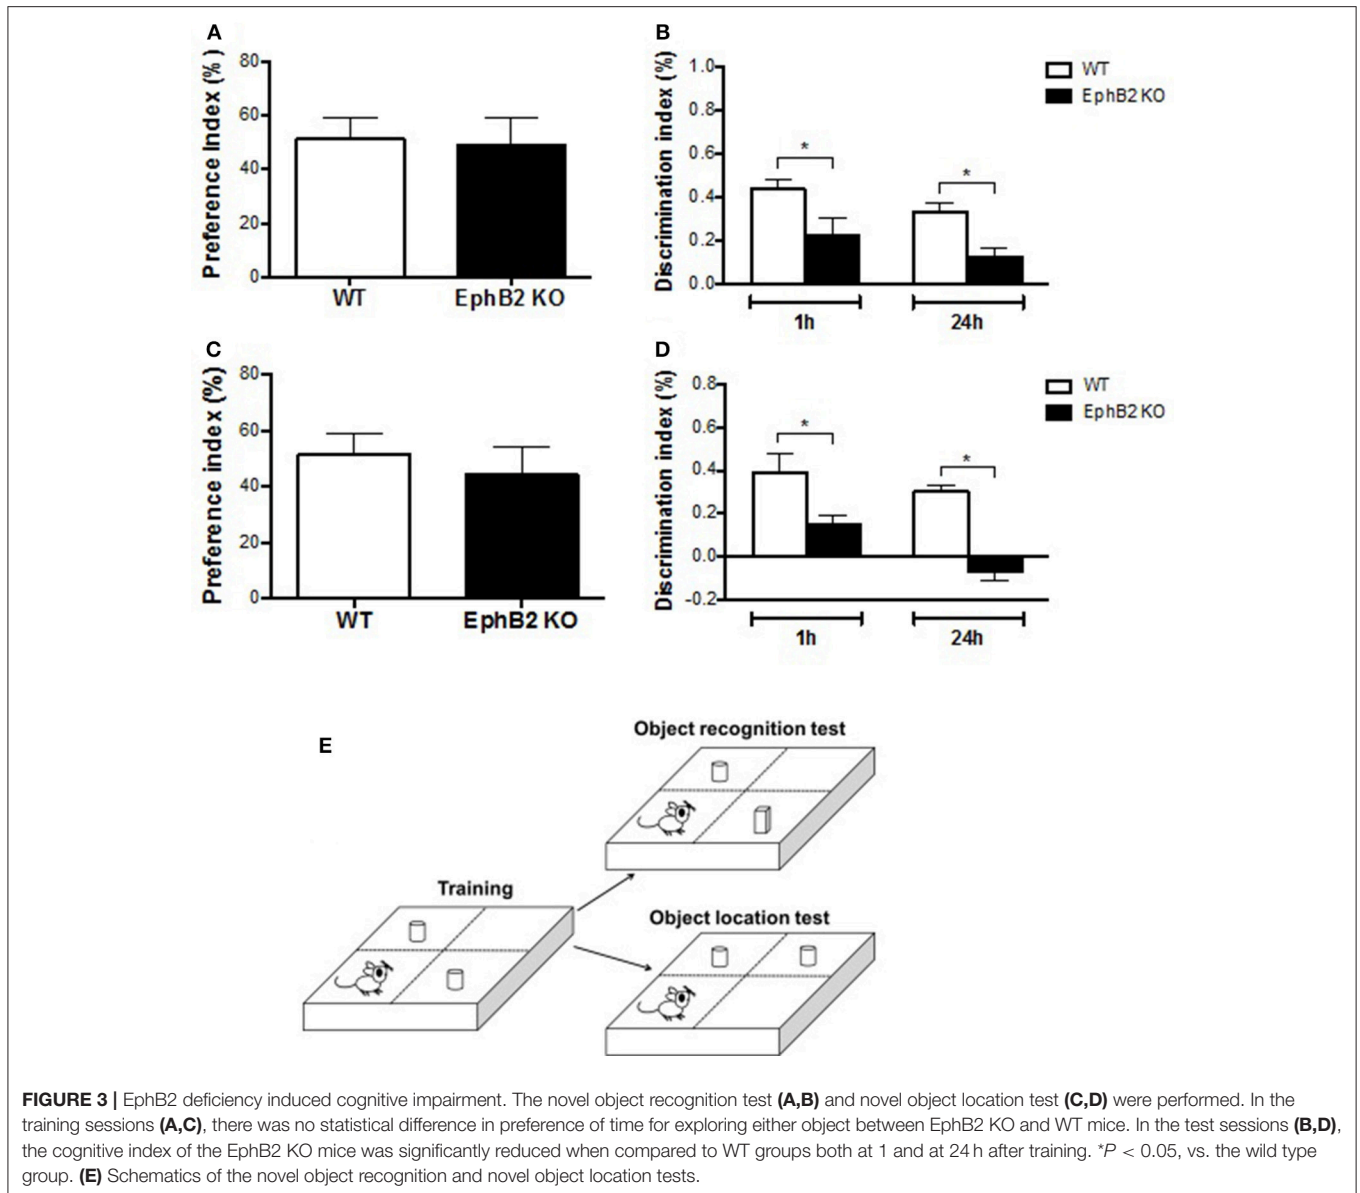 A
Preference Index (%)
80
60
40
20
0
WT
EphB2 KO
B
Discrimination index (%)
1.0
0.8
0.6
0.4
0.2
0.0
*
*
1h
24h
WT
EphB2 KO
C
Preference index (%)
80
60
40
20
0
WT
EphB2 KO
D
Discrimination index (%)
0.8
0.6
0.4
0.2
0.0
-0.2
*
*
1h
24h
WT
EphB2 KO
E
Object recognition test
Training
Object location test
FIGURE 3 | EphB2 deficiency induced cognitive impairment. The novel object recognition test (A,B) and novel object location test (C,D) were performed. In the
training sessions (A,C), there was no statistical difference in preference of time for exploring either object between EphB2 KO and WT mice. In the test sessions (B,D),
the cognitive index of the EphB2 KO mice was significantly reduced when compared to WT groups both at 1 and at 24 h after training. *P < 0.05, vs. the wild type
group. (E) Schematics of the novel object recognition and novel object location tests.